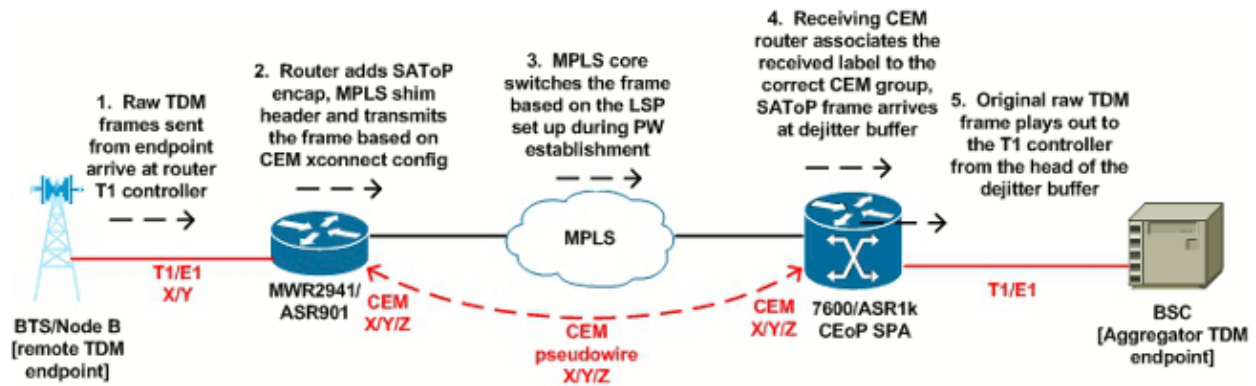 1. Raw TDM
frames sent
from endpoint
arrive at router
T1 controller
2. Router adds SAToP
encap, MPLS shim
header and transmits
the frame based on
CEM xconnect config
3. MPLS core
switches the frame
based on the LSP
set up during PW
establishment
4. Receiving CEM
router associates the
received label to the
correct CEM group,
SAToP frame arrives
at dejitter buffer
5. Original raw TDM
frame plays out to
the T1 controller
from the head of the
dejitter buffer
BTS/Node B
[remote TDM
endpoint]
T1/E1
X/Y
MWR2941/
ASR901
CEM
X/Y/Z
MPLS
CEM
pseudowire
X/Y/Z
CEM
X/Y/Z
7600/ASR1k
CEoP SPA
T1/E1
BSC
[Aggregator TDM
endpoint]